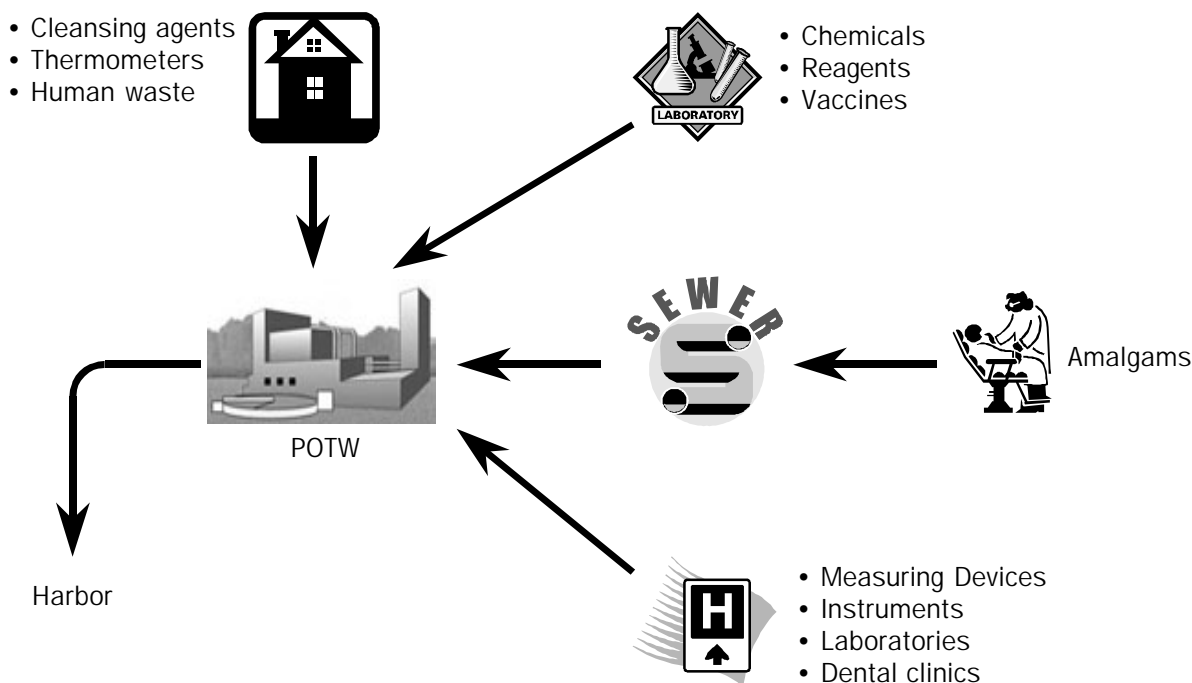 • Cleansing agents
• Thermometers
• Human waste
LABORATORY
• Chemicals
• Reagents
• Vaccines
SEWER
Amalgams
POTW
Harbor
H
• Measuring Devices
• Instruments
• Laboratories
• Dental clinics